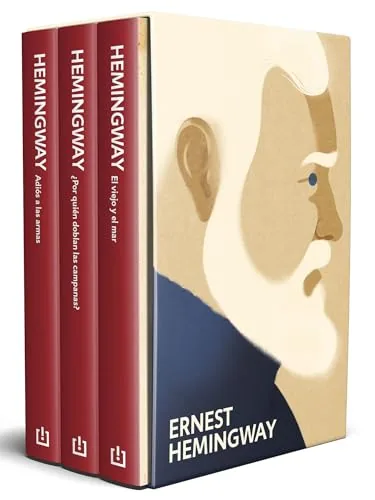 HEMINGWAY
Adiós a las armas
HEMINGWAY
¿Por quién doblan las campanas?
HEMINGWAY
El viejo y el mar
ERNEST
HEMINGWAY